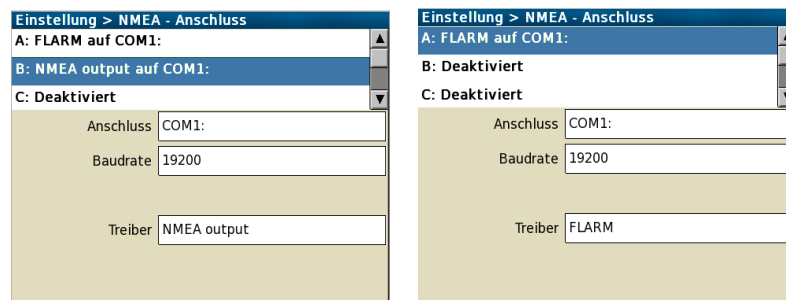 Einstellung > NMEA - Anschluss
A: FLARM auf COM1:
B: NMEA output auf COM1:
C: Deaktiviert
Anschluss COM1:
Baudrate 19200
Treiber NMEA output
Einstellung > NMEA - Anschluss
A: FLARM auf COM1:
B: Deaktiviert
C: Deaktiviert
Anschluss COM1:
Baudrate 19200
Treiber FLARM